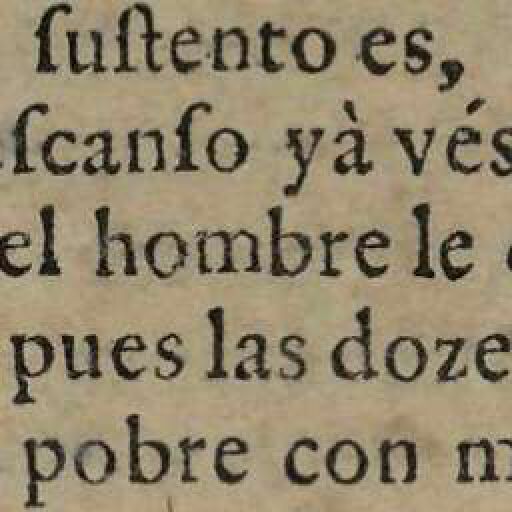 ſuſtento es,
ſcanſo yà vés
el hombre le
pues las doze
pobre con m